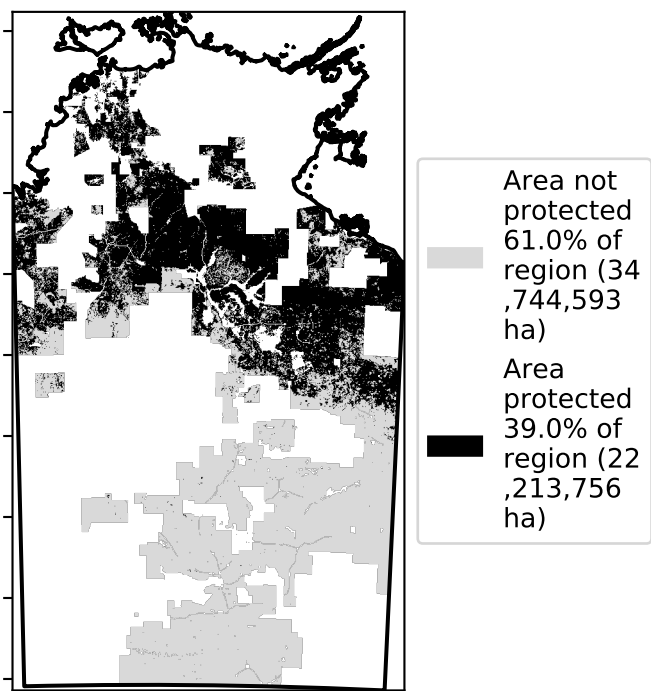 Area not
protected
61.0% of
region (34
,744,593
ha)
Area
protected
39.0% of
region (22
,213,756
ha)